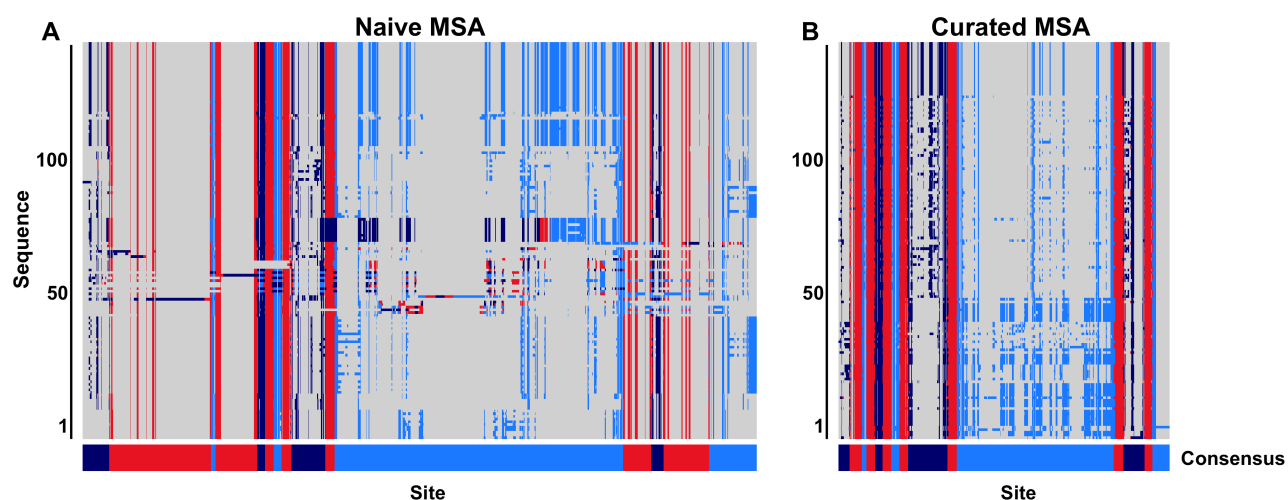 A
Naive MSA
B
Curated MSA
Sequence
100
50
1
100
50
1
Consensus
Site
Site